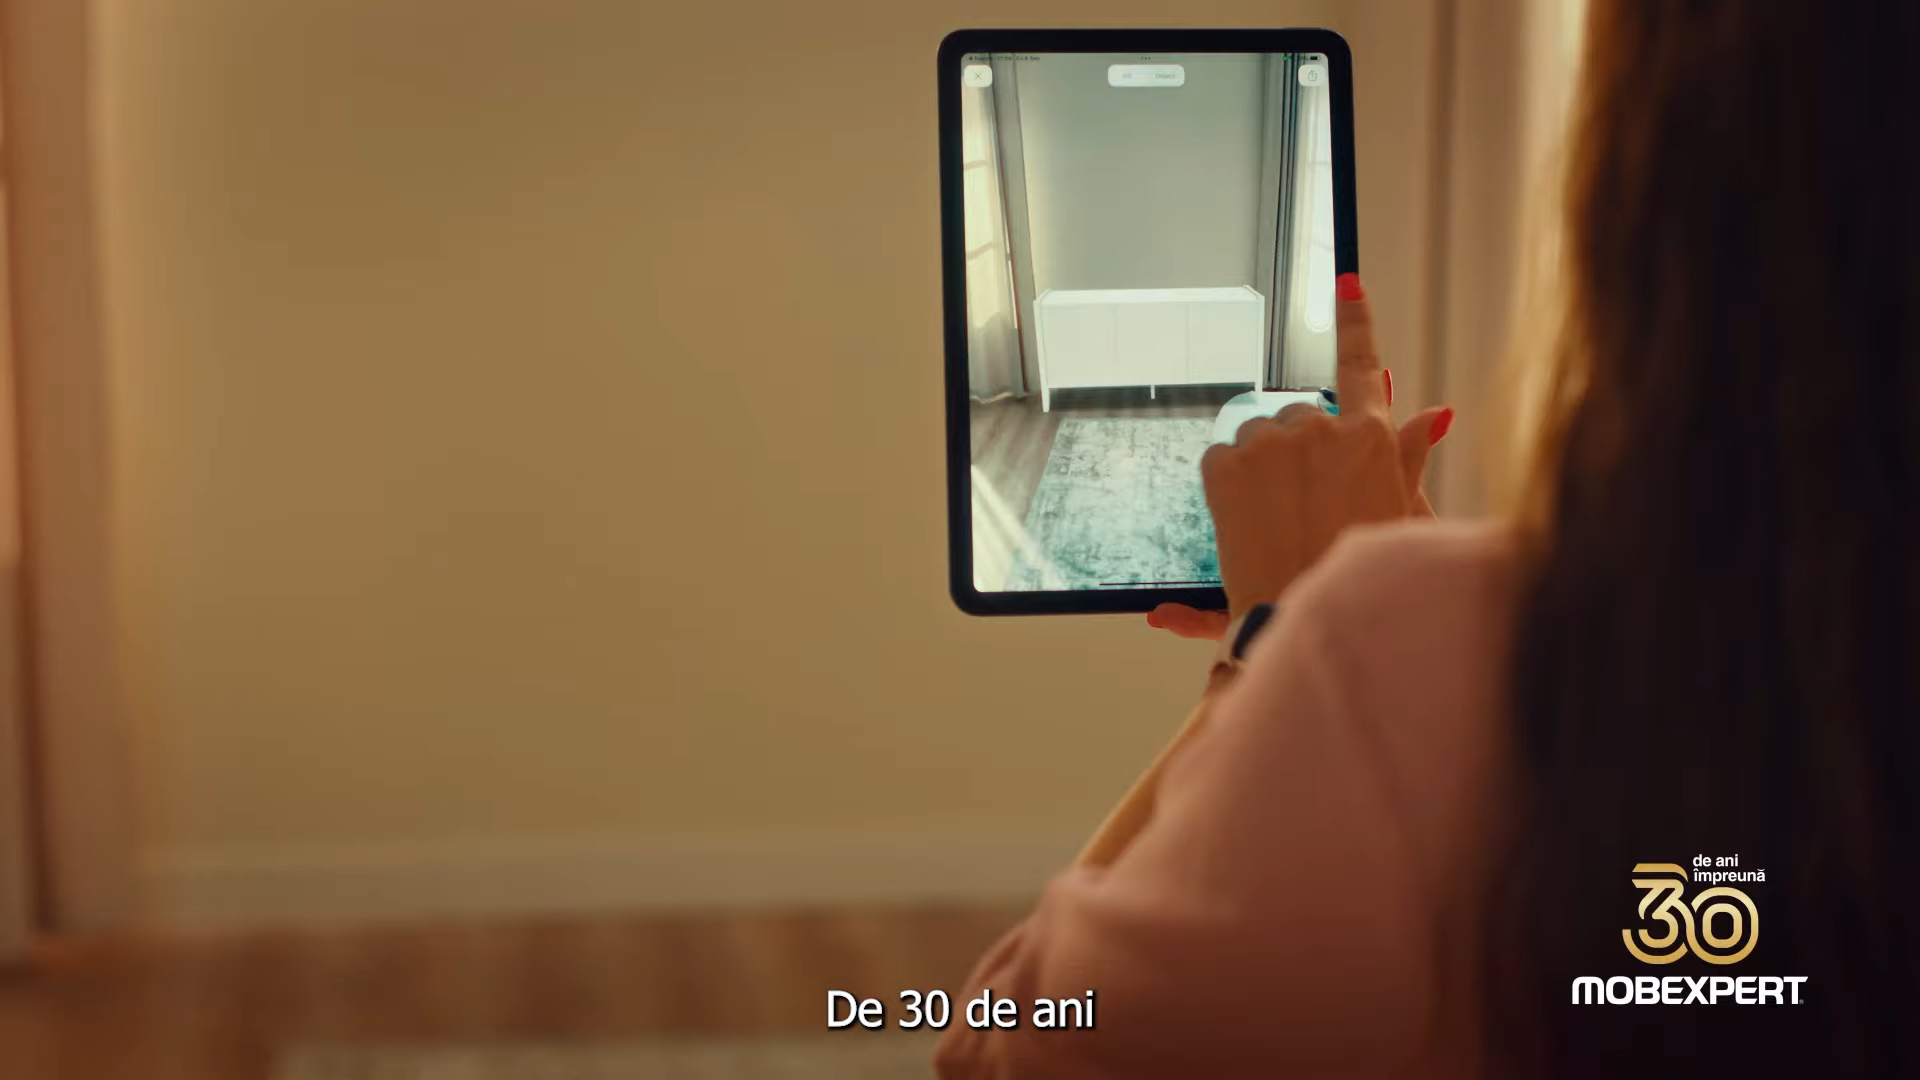 de ani
împreună
30
MOBEXPERT
De 30 de ani